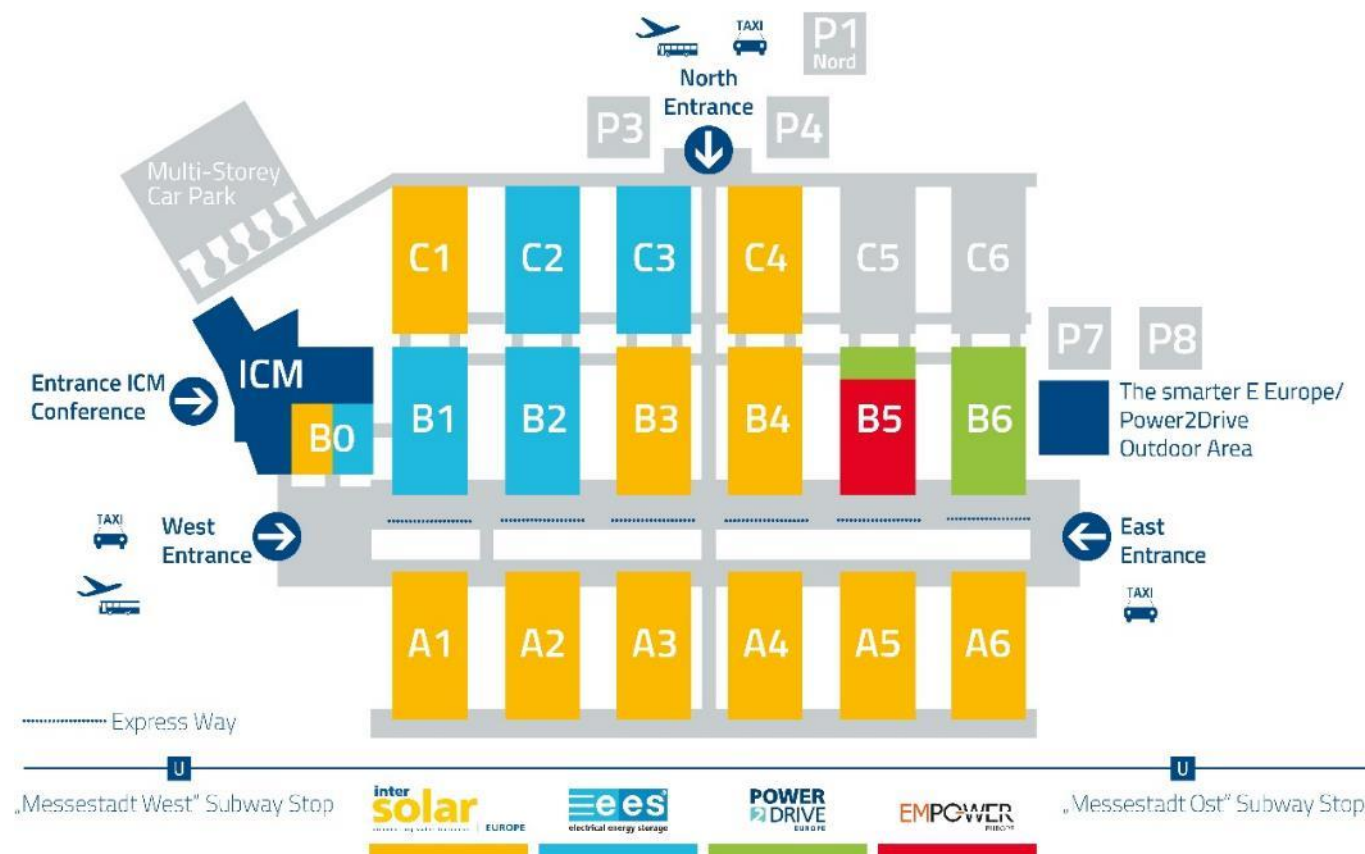 TAXI
P1
Nord
North
Entrance
P3
P4
Multi-Storey
Car Park
C1
C2
C3
C4
C5
C6
P7
P8
ICM
Entrance ICM
Conference
B0
B1
B2
B3
B4
B5
B6
The smarter E Europe/
Power2Drive
Outdoor Area
TAXI
West
Entrance
East
Entrance
TAXI
A1
A2
A3
A4
A5
A6
Express Way
U
U
„Messestadt West" Subway Stop
„Messestadt Ost" Subway Stop
inter
solar
EUROPE
ees
electrical energy storage
POWER
2DRIVE
EUROPE
EMPOWER
EUROPE